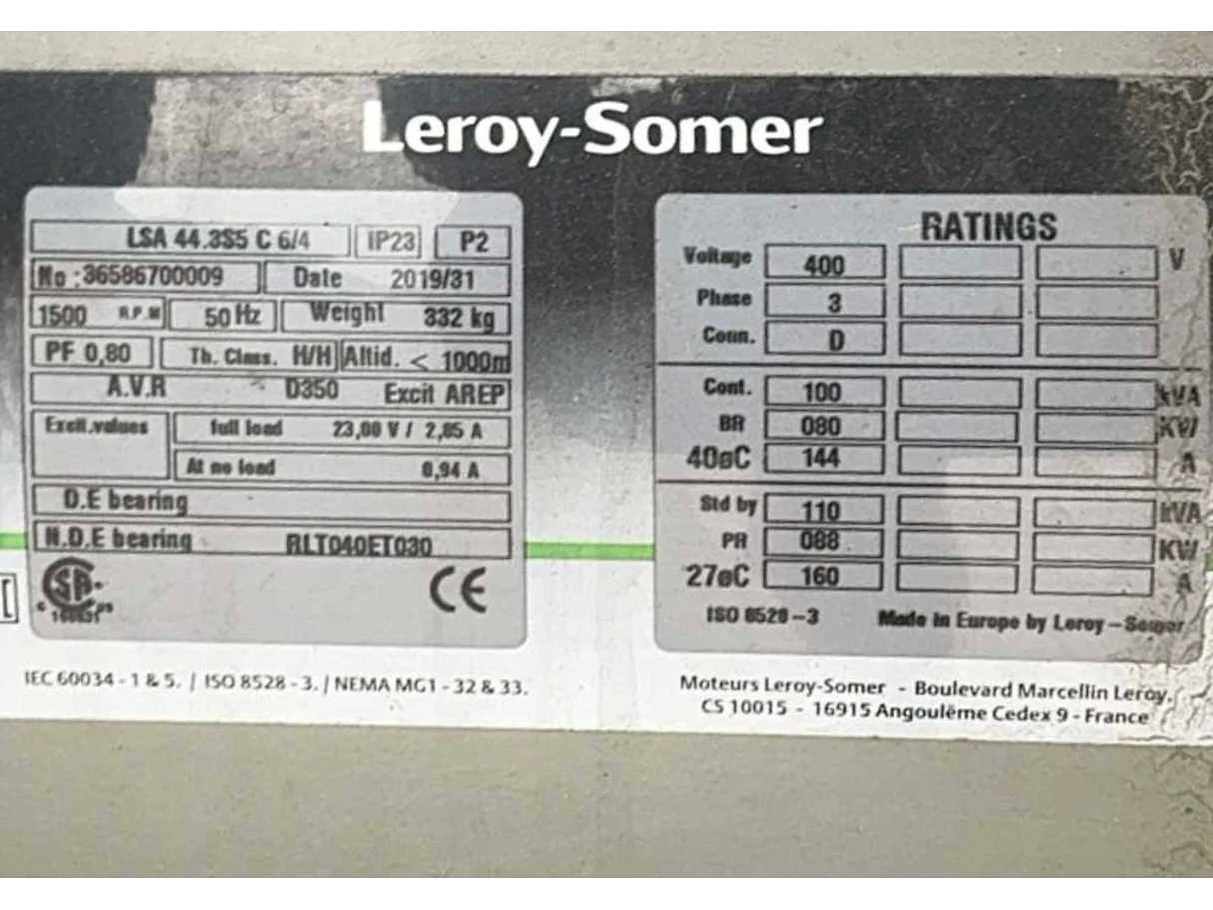 Leroy-Somer
LSA 44.3S5 C 6/4 IP23 P2
No : 36586700009 Date 2019/31
1500 R.P.M 50 Hz Weight 332 kg
PF 0,80 Th. Class. H/H Altid. < 1000m
A.V.R D350 Excit AREP
Excit.values full load 23,00 V / 2,05 A
At no load 0,94 A
D.E bearing
N.D.E bearing RLT040ET030
CE
RATINGS
Voltage 400 V
Phase 3
Conn. D
Cont. 100 kVA
BR 080 KW
40øC 144 A
Std by 110 kVA
PR 088 KW
27øC 160 A
ISO 8528-3 Made in Europe by Leroy-Somer
IEC 60034 - 1 & 5. / ISO 8528 - 3. / NEMA MG1 - 32 & 33.
Moteurs Leroy-Somer - Boulevard Marcellin Leroy,
CS 10015 - 16915 Angoulême Cedex 9 - France